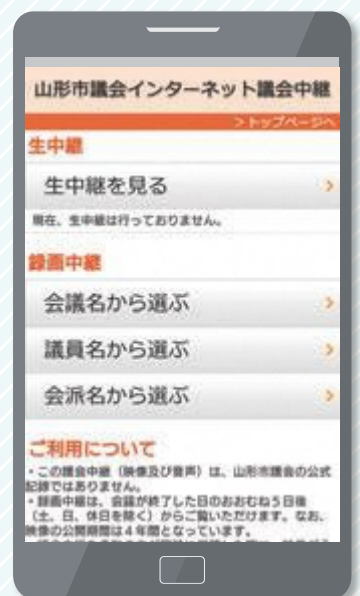 山形市議会インターネット議会中継
>トップページへ
生中継
生中継を見る
現在、生中継は行っておりません。
録画中継
会議名から選ぶ
議員名から選ぶ
会派名から選ぶ
ご利用について
・この議会中継（映像及び音声）は、山形市議会の公式
記録ではありません。
・録画中継は、会議が終了した日のおおむね5日後
（土、日、休日を除く）からご覧いただけます。なお、
映像の公開期間は4年間となっています。